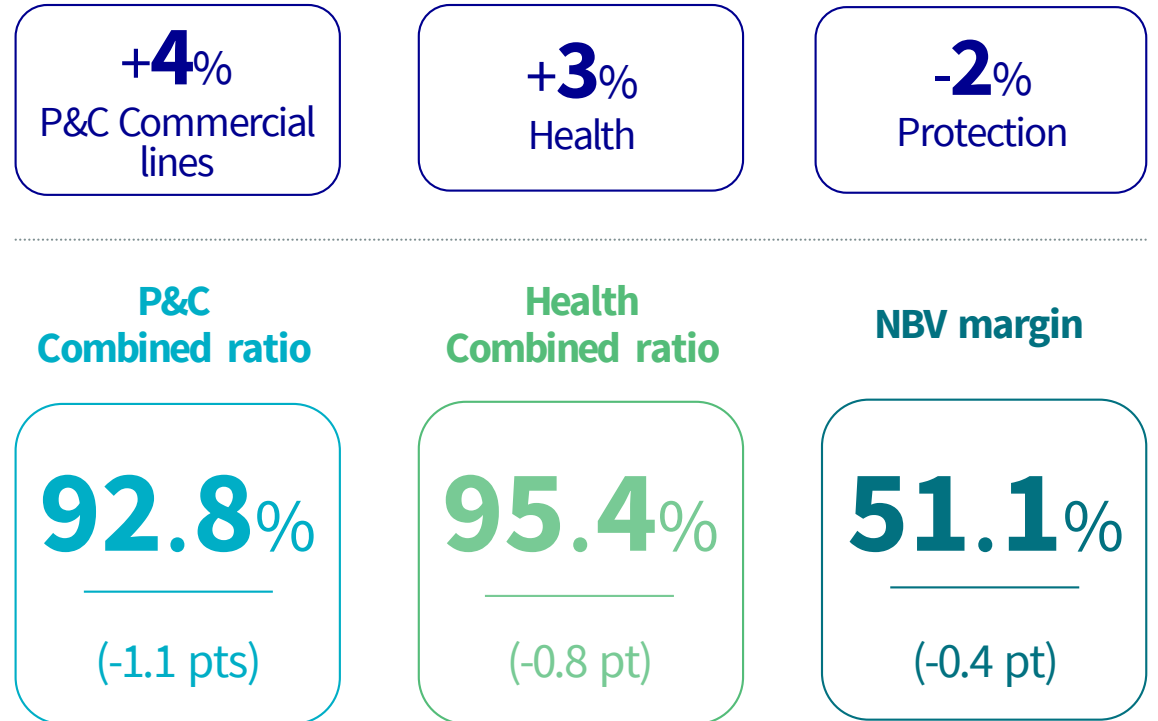 +4%
P&C Commercial
lines
+3%
Health
-2%
Protection
P&C
Combined ratio
92.8%
(-1.1 pts)
Health
Combined ratio
95.4%
(-0.8 pt)
NBV margin
51.1%
(-0.4 pt)